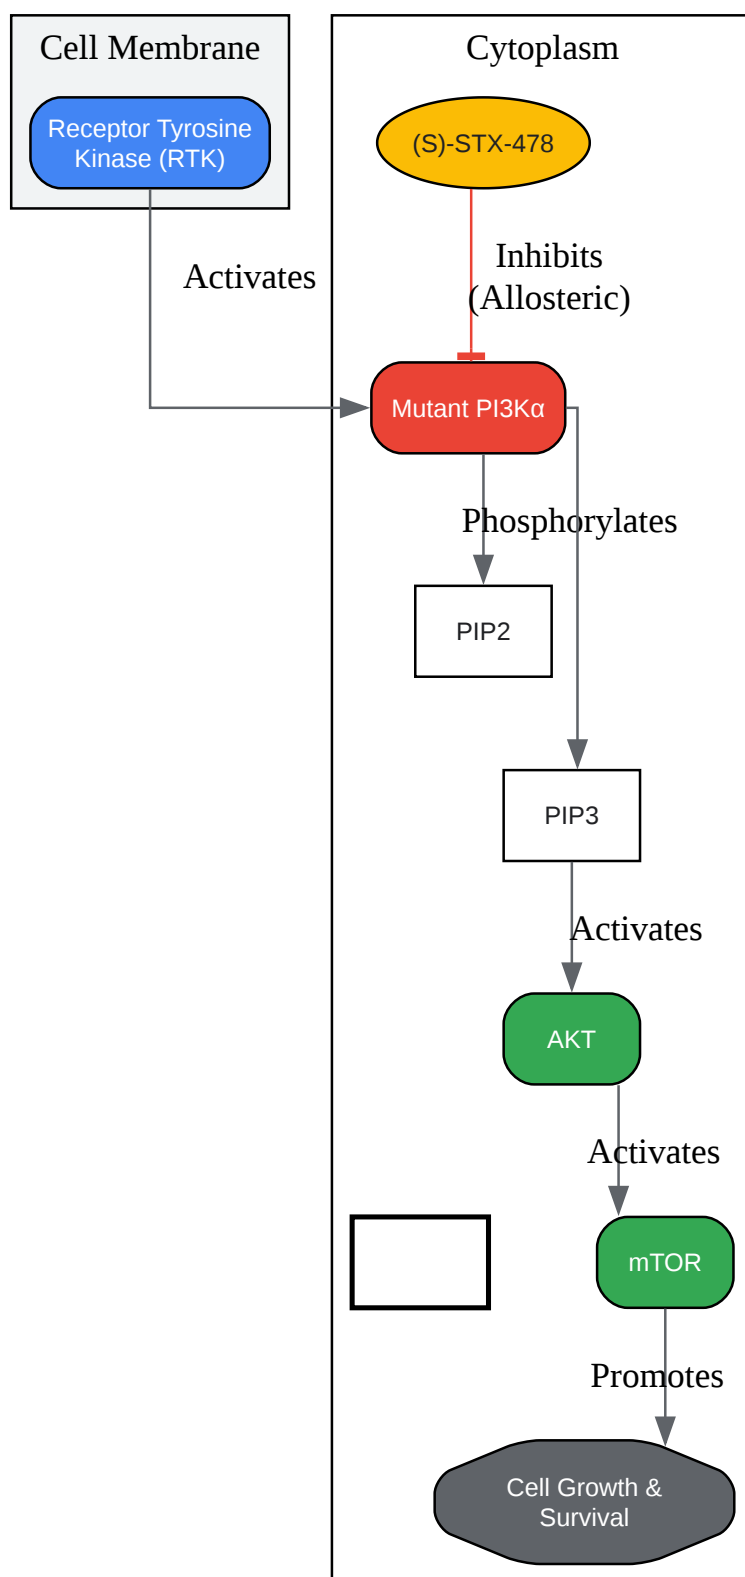 Cell Membrane
Cytoplasm
Receptor Tyrosine
Kinase (RTK)
(S)-STX-478
Activates
Inhibits
(Allosteric)
Mutant PI3Kα
Phosphorylates
PIP2
PIP3
Activates
AKT
Activates
mTOR
Promotes
Cell Growth &
Survival